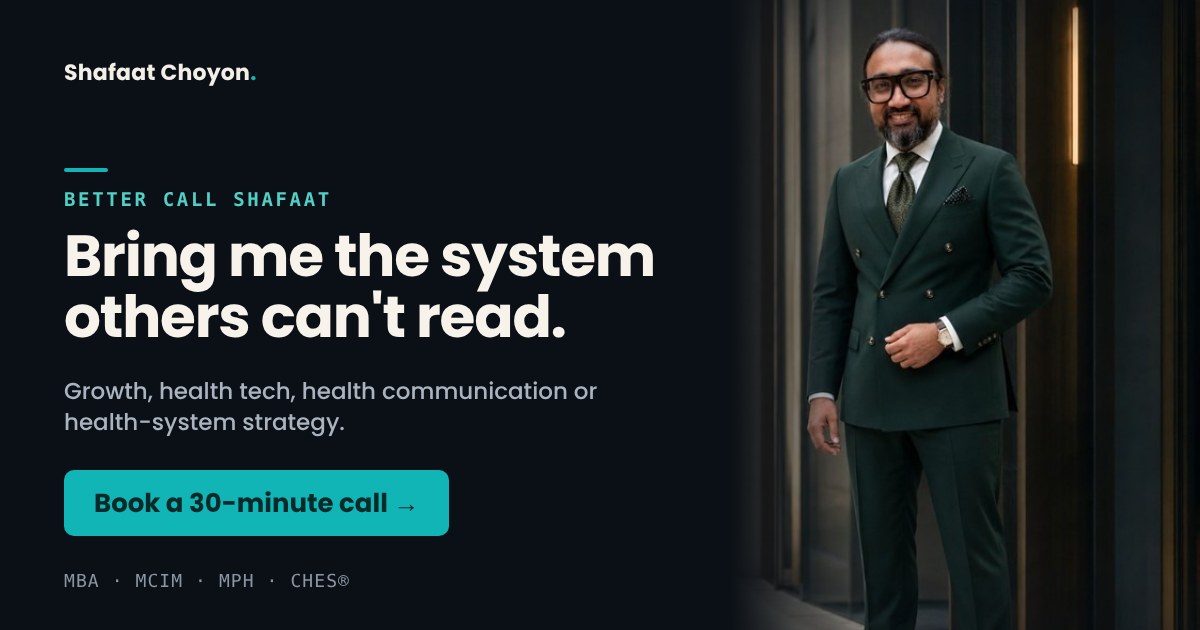 Shafaat Choyon.
BETTER CALL SHAFAAT
Bring me the system
others can't read.
Growth, health tech, health communication or
health-system strategy.
Book a 30-minute call →
MBA · MCIM · MPH · CHES®